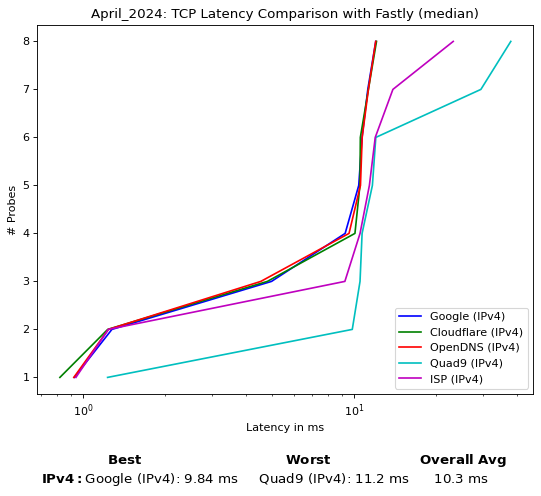 April_2024: TCP Latency Comparison with Fastly (median)
8
7
6
5
4
3
2
1
# Probes
Google (IPv4)
Cloudflare (IPv4)
OpenDNS (IPv4)
Quad9 (IPv4)
ISP (IPv4)
10⁰ 10¹
Latency in ms
Best Worst Overall Avg
IPv4: Google (IPv4): 9.84 ms Quad9 (IPv4): 11.2 ms 10.3 ms